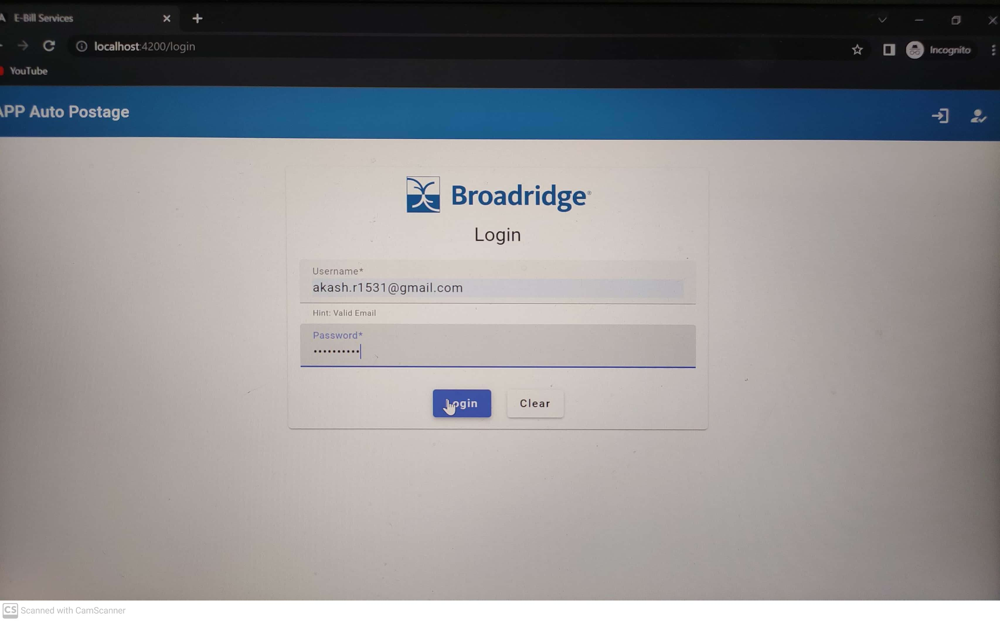 E-Bill Services
localhost:4200/login
Incognito
YouTube
APP Auto Postage
Broadridge®
Login
Username*
akash.r1531@gmail.com
Hint: Valid Email
Password*
••••••••••
Login
Clear
CS Scanned with CamScanner